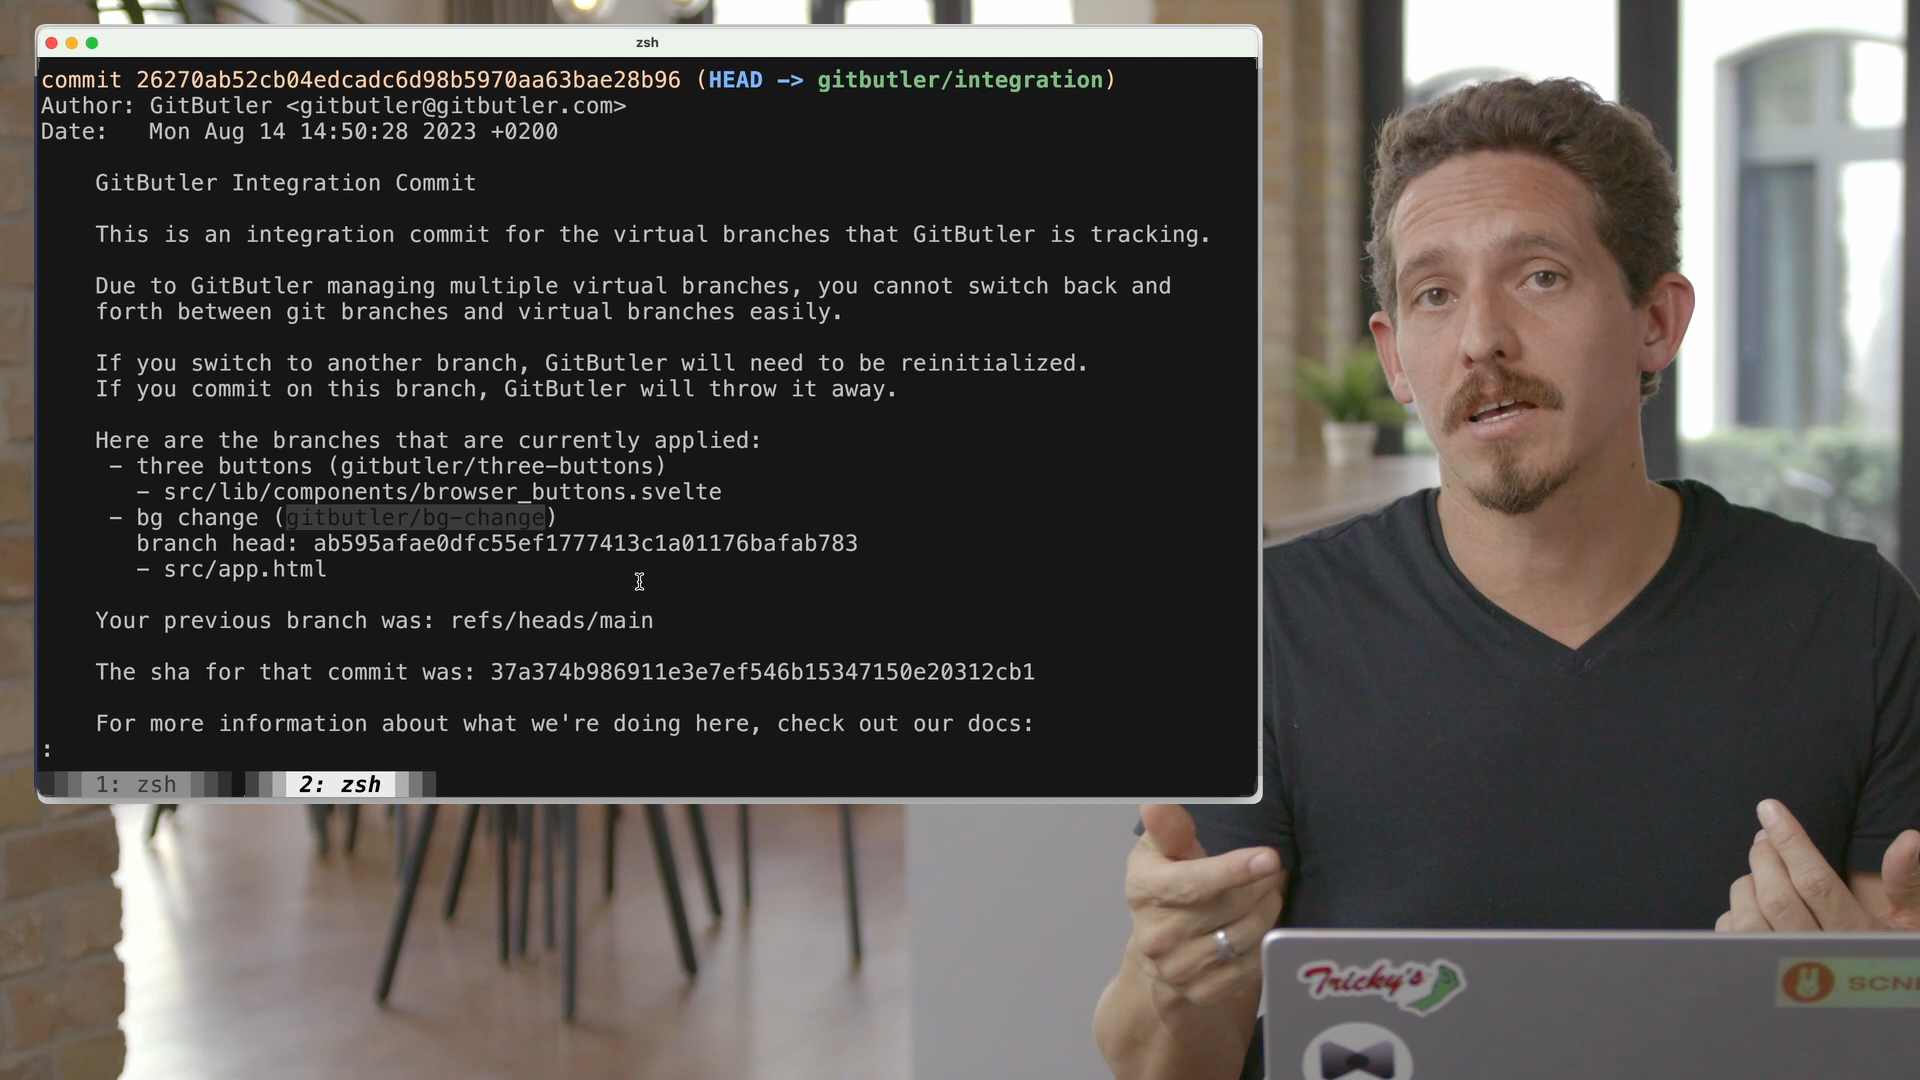 zsh
commit 26270ab52cb04edcadc6d98b5970aa63bae28b96 (HEAD -> gitbutler/integration)
Author: GitButler <gitbutler@gitbutler.com>
Date:   Mon Aug 14 14:50:28 2023 +0200
GitButler Integration Commit
This is an integration commit for the virtual branches that GitButler is tracking.
Due to GitButler managing multiple virtual branches, you cannot switch back and
forth between git branches and virtual branches easily.
If you switch to another branch, GitButler will need to be reinitialized.
If you commit on this branch, GitButler will throw it away.
Here are the branches that are currently applied:
- three buttons (gitbutler/three-buttons)
- src/lib/components/browser_buttons.svelte
- bg change (gitbutler/bg-change)
branch head: ab595afae0dfc55ef1777413c1a01176bafab783
- src/app.html
Your previous branch was: refs/heads/main
The sha for that commit was: 37a374b986911e3e7ef546b15347150e20312cb1
For more information about what we're doing here, check out our docs:
:
1: zsh 2: zsh
Tricky's